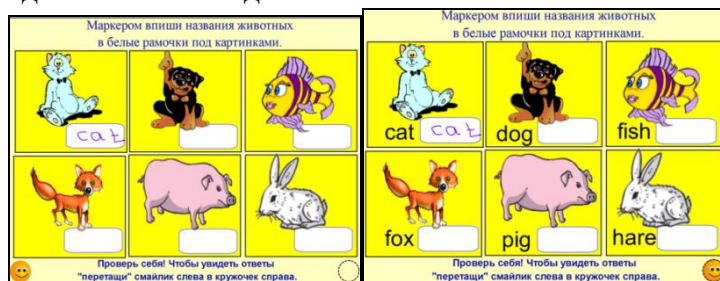 Маркером впиши названия животных
в белые рамочки под картинками.
cat
Проверь себя! Чтобы увидеть ответы
"перетащи" смайлик слева в кружочек справа.
Маркером впиши названия животных
в белые рамочки под картинками.
cat cat dog fish
fox pig hare
Проверь себя! Чтобы увидеть ответы
"перетащи" смайлик слева в кружочек справа.